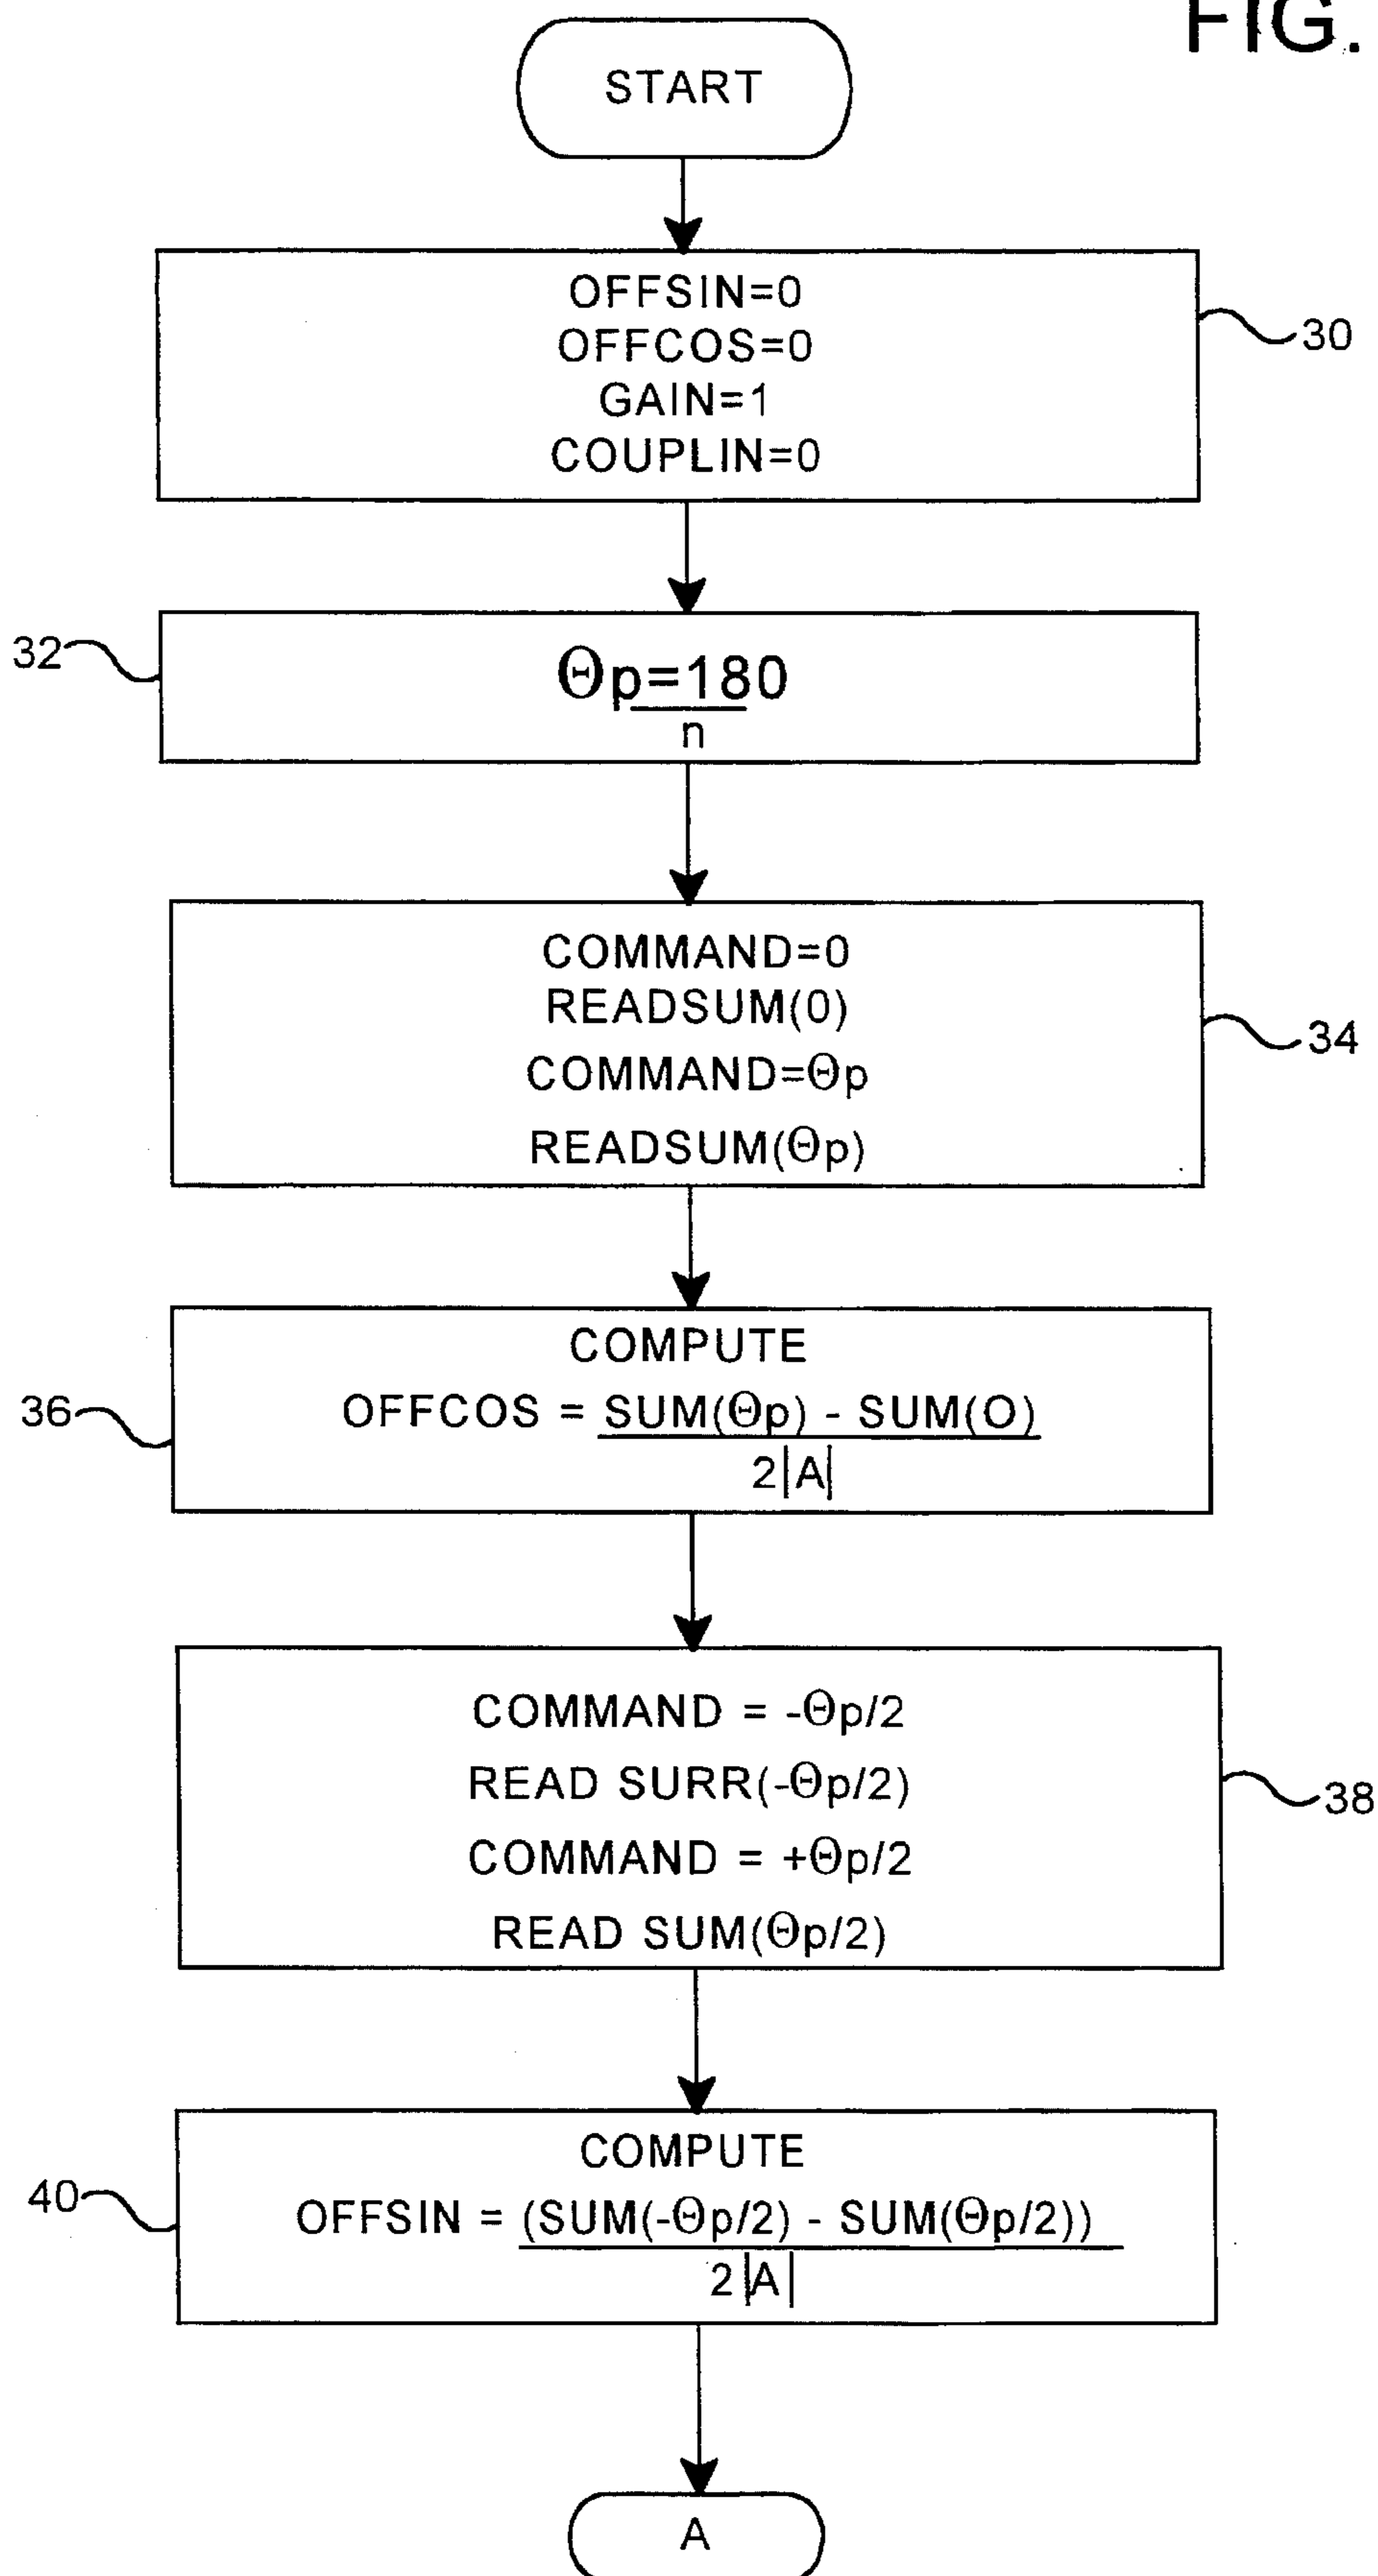 FIG.
START
OFFSIN=0
OFFCOS=0
GAIN=1
COUPLIN=0
30
32
Θp=180
n
COMMAND=0
READSUM(0)
COMMAND=Θp
READSUM(Θp)
34
COMPUTE
36
OFFCOS = SUM(Θp) - SUM(O)
2|A|
COMMAND = -Θp/2
READ SURR(-Θp/2)
COMMAND = +Θp/2
READ SUM(Θp/2)
38
COMPUTE
40
OFFSIN = (SUM(-Θp/2) - SUM(Θp/2))
2|A|
A